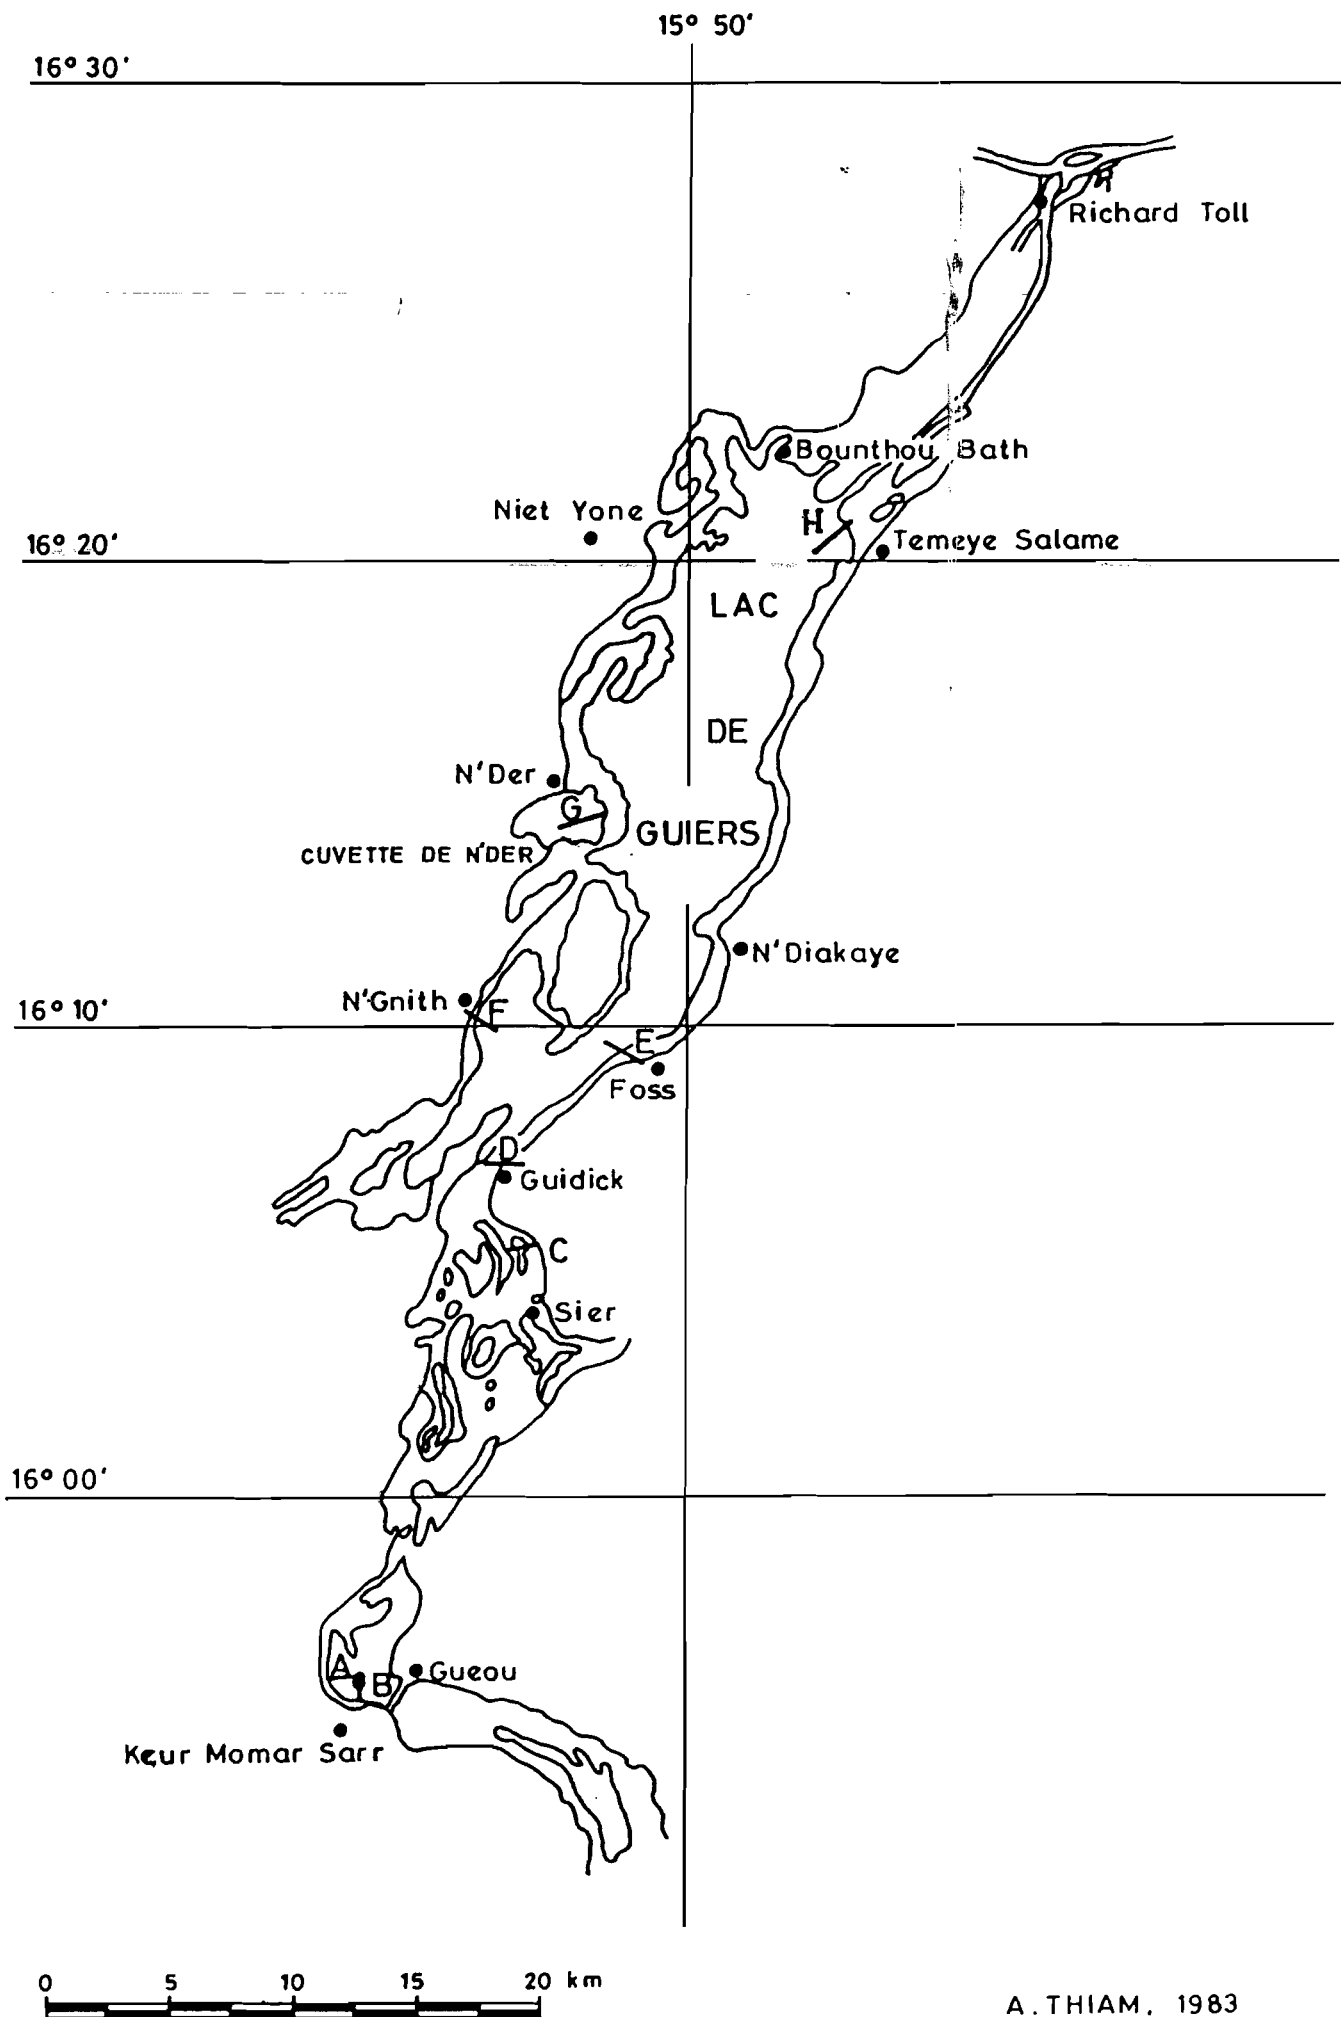 15° 50'
16° 30'
Richard Toll
Bounthou Bath
Niet Yone
H
16° 20'
Temeye Salame
LAC
DE
N'Der
G
GUIERS
CUVETTE DE N'DER
N'Diakaye
N'Gnith
F
16° 10'
E
Foss
D
Guidick
C
Sier
16° 00'
A
B
Gueou
Keur Momar Sarr
0 5 10 15 20 km
A. THIAM, 1983